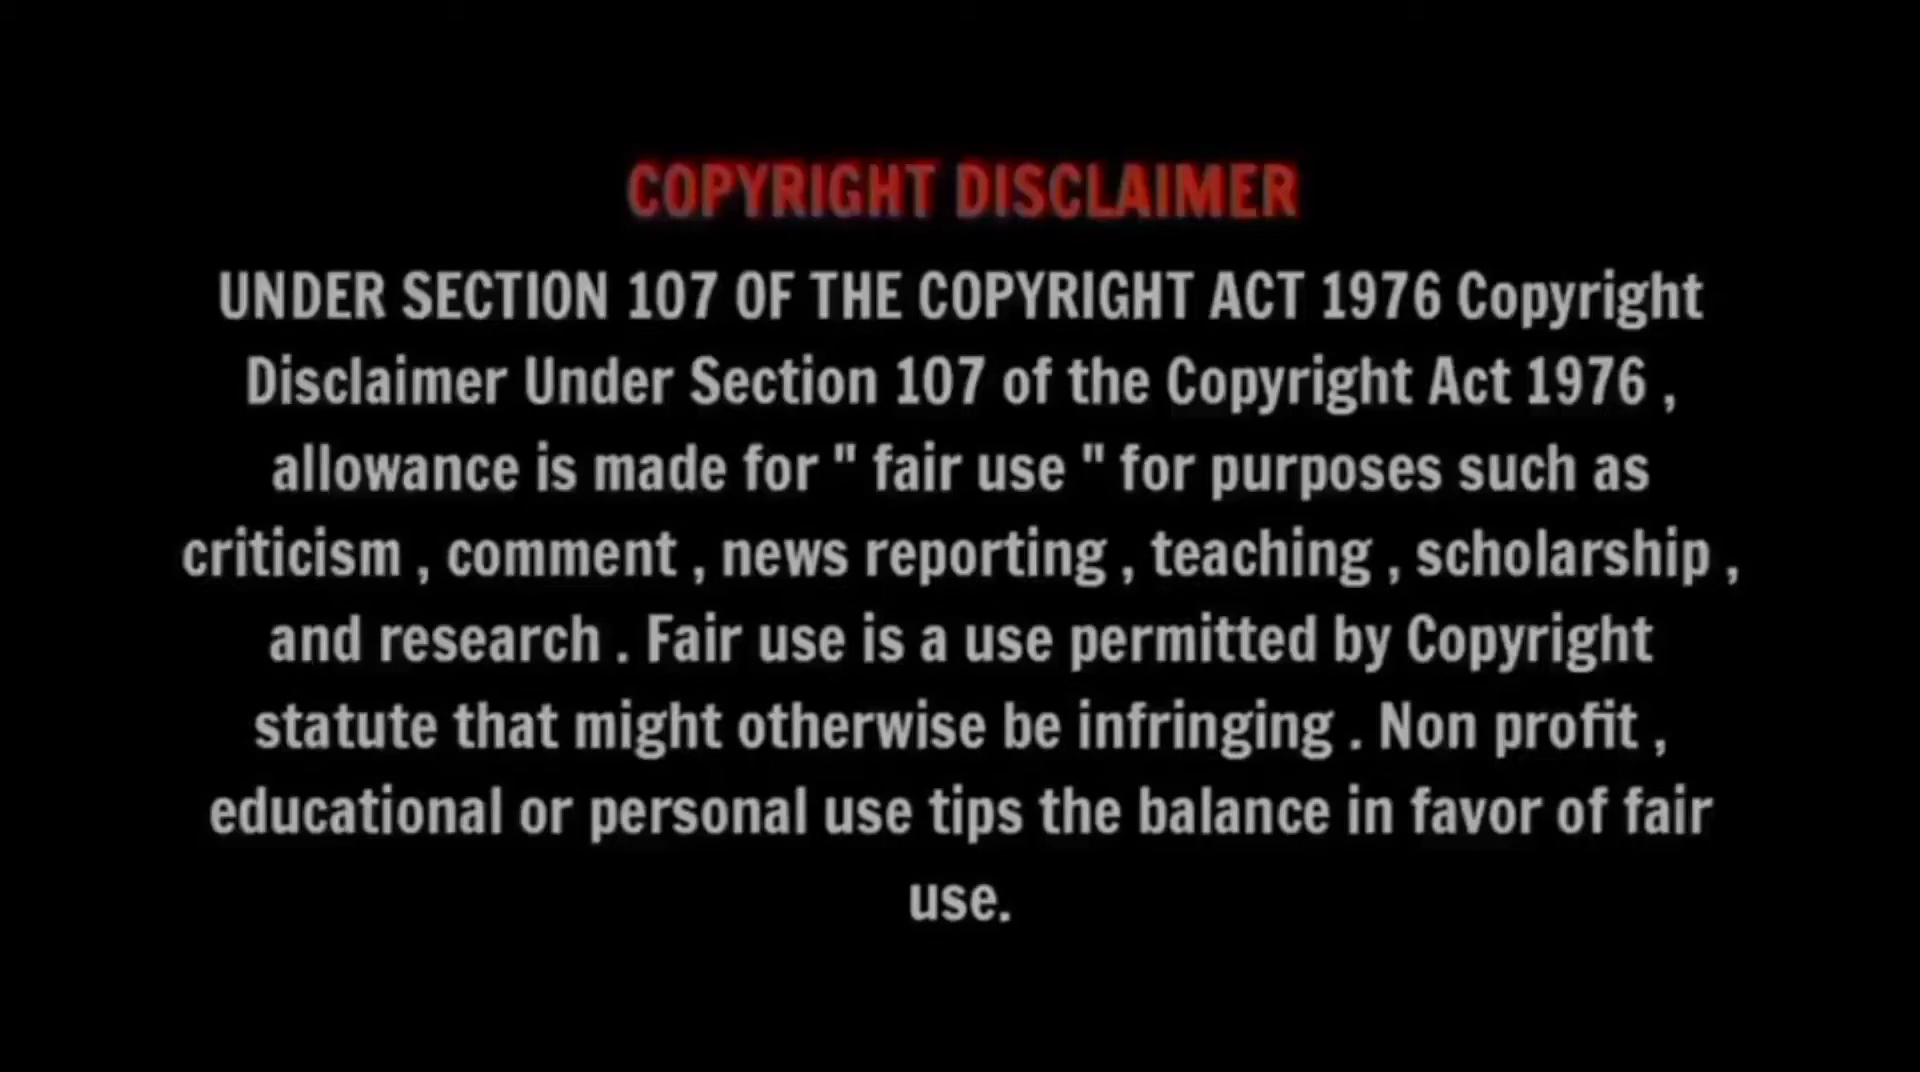 COPYRIGHT DISCLAIMER
UNDER SECTION 107 OF THE COPYRIGHT ACT 1976 Copyright
Disclaimer Under Section 107 of the Copyright Act 1976 ,
allowance is made for " fair use " for purposes such as
criticism , comment , news reporting , teaching , scholarship ,
and research . Fair use is a use permitted by Copyright
statute that might otherwise be infringing . Non profit ,
educational or personal use tips the balance in favor of fair
use.